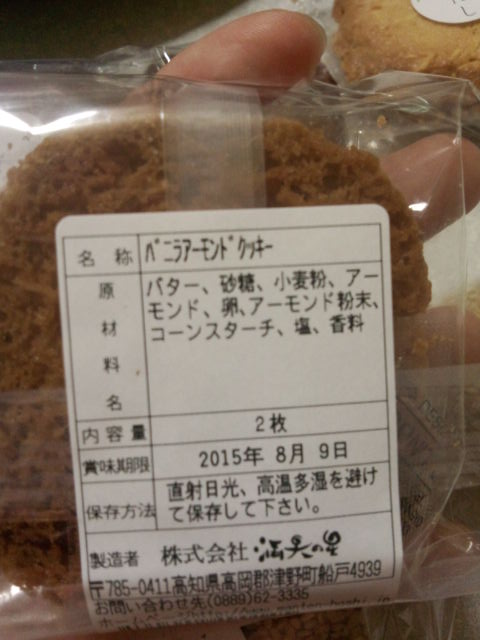 名称 バニラアーモンドクッキー
原材料名 バター、砂糖、小麦粉、アー
モンド、卵、アーモンド粉末、
コーンスターチ、塩、香料
内容量 2枚
賞味期限 2015年 8月 9日
保存方法 直射日光、高温多湿を避け
て保存して下さい。
製造者 株式会社 満天の星
〒785-0411高知県高岡郡津野町船戸4939
お問い合わせ先(0889)62-3335